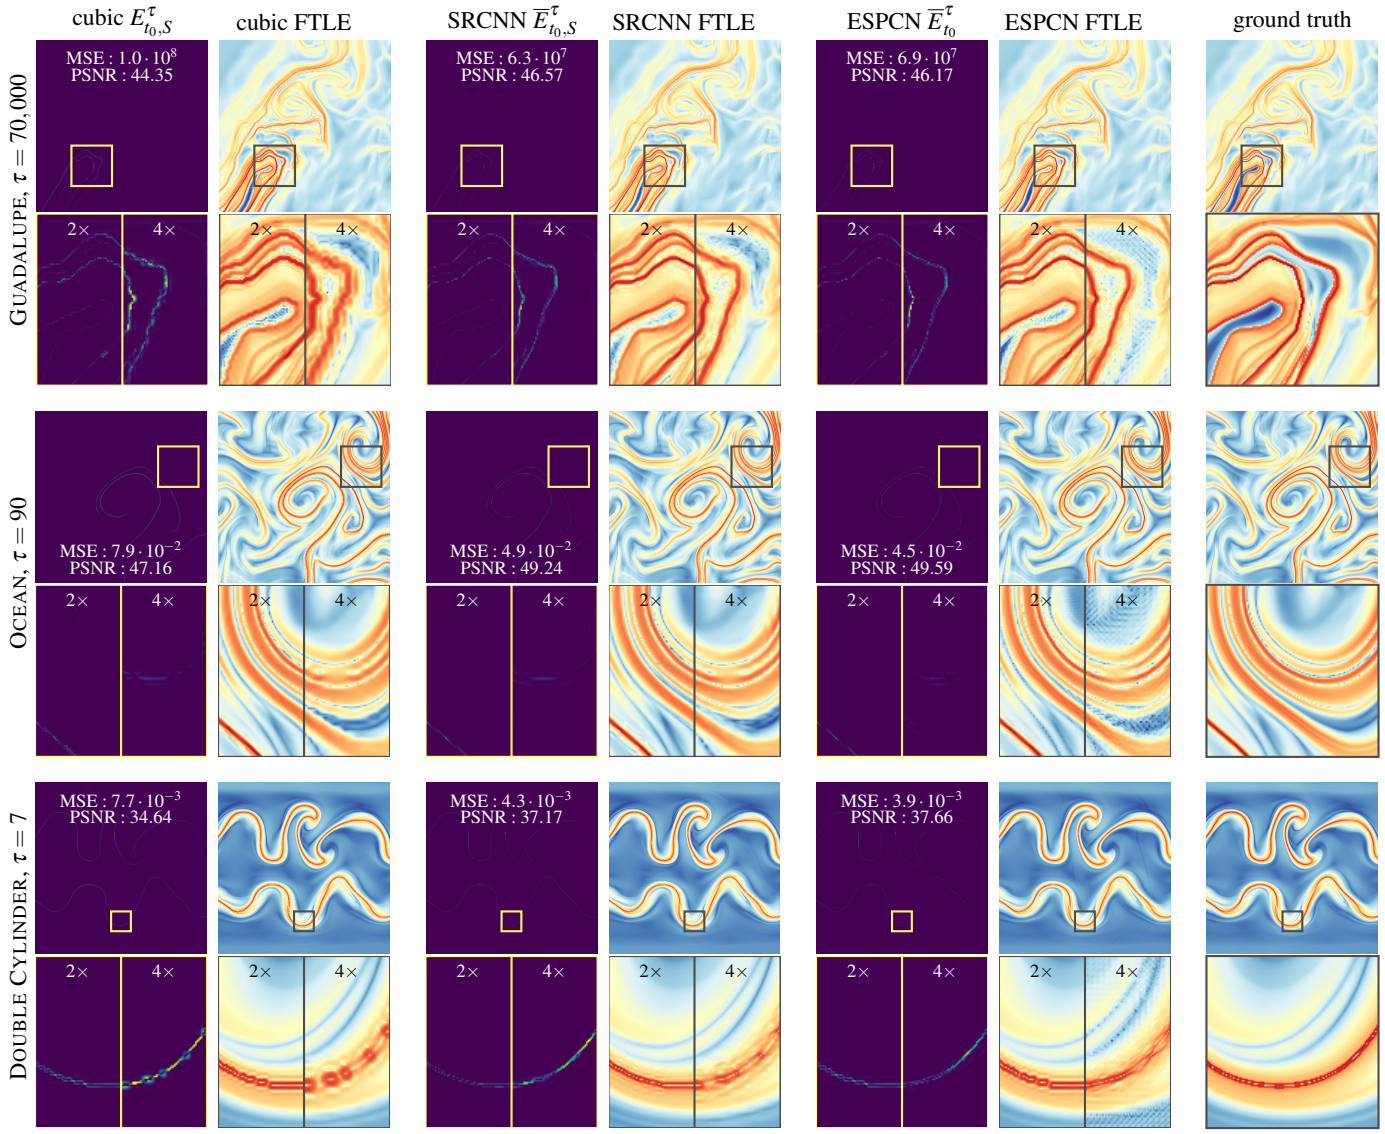 cubic E^τ_{t₀,S}
cubic FTLE
SRCNN E̅^τ_{t₀,S}
SRCNN FTLE
ESPCN E̅^τ_{t₀}
ESPCN FTLE
ground truth
GUADALUPE, τ = 70,000
MSE : 1.0 · 10⁸
PSNR : 44.35
MSE : 6.3 · 10⁷
PSNR : 46.57
MSE : 6.9 · 10⁷
PSNR : 46.17
2× 4×
2× 4×
2× 4×
2× 4×
2× 4×
2× 4×
OCEAN, τ = 90
MSE : 7.9 · 10⁻²
PSNR : 47.16
MSE : 4.9 · 10⁻²
PSNR : 49.24
MSE : 4.5 · 10⁻²
PSNR : 49.59
2× 4×
2× 4×
2× 4×
2× 4×
2× 4×
2× 4×
DOUBLE CYLINDER, τ = 7
MSE : 7.7 · 10⁻³
PSNR : 34.64
MSE : 4.3 · 10⁻³
PSNR : 37.17
MSE : 3.9 · 10⁻³
PSNR : 37.66
2× 4×
2× 4×
2× 4×
2× 4×
2× 4×
2× 4×